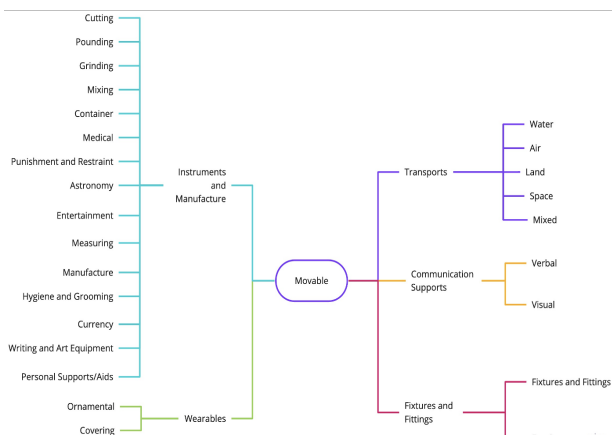 Cutting
Pounding
Grinding
Mixing
Container
Medical
Punishment and Restraint
Astronomy
Entertainment
Measuring
Manufacture
Hygiene and Grooming
Currency
Writing and Art Equipment
Personal Supports/Aids
Ornamental
Covering
Instruments
and
Manufacture
Wearables
Movable
Transports
Communication
Supports
Fixtures and
Fittings
Water
Air
Land
Space
Mixed
Verbal
Visual
Fixtures and Fittings